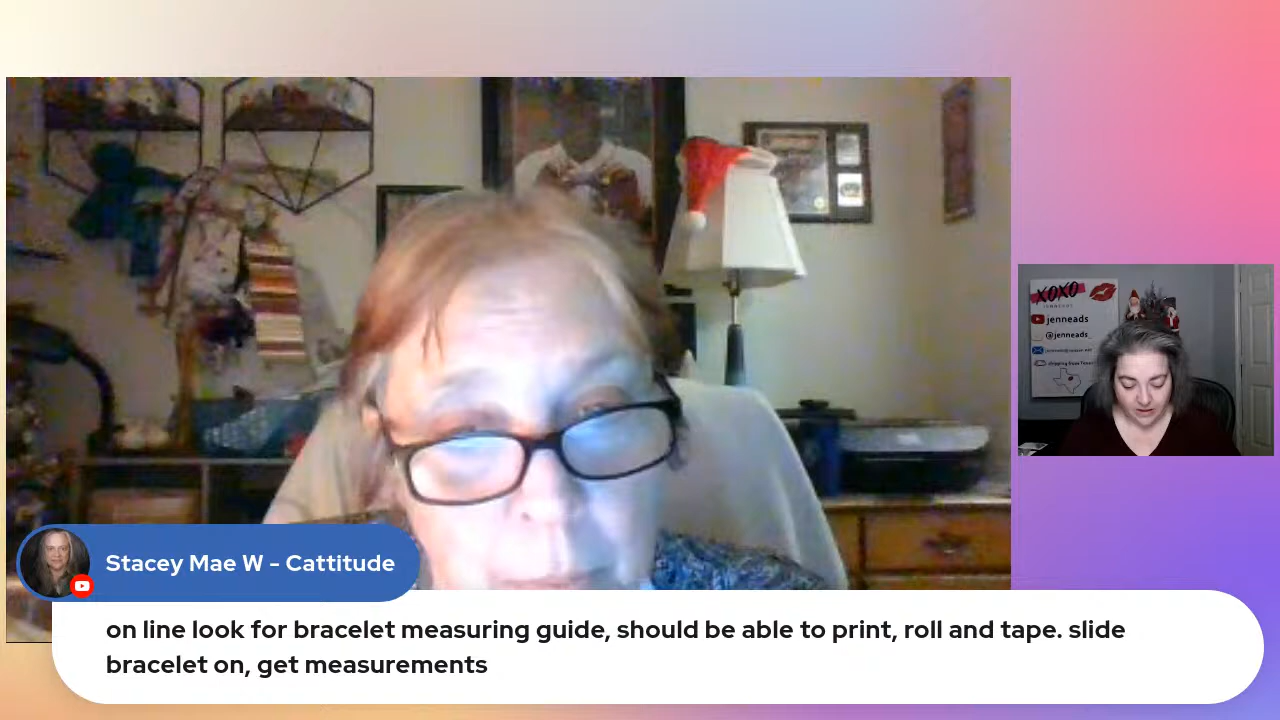 XOXO
JENNEADS
jenneads
@jenneads_
Stacey Mae W - Cattitude
on line look for bracelet measuring guide, should be able to print, roll and tape. slide
bracelet on, get measurements